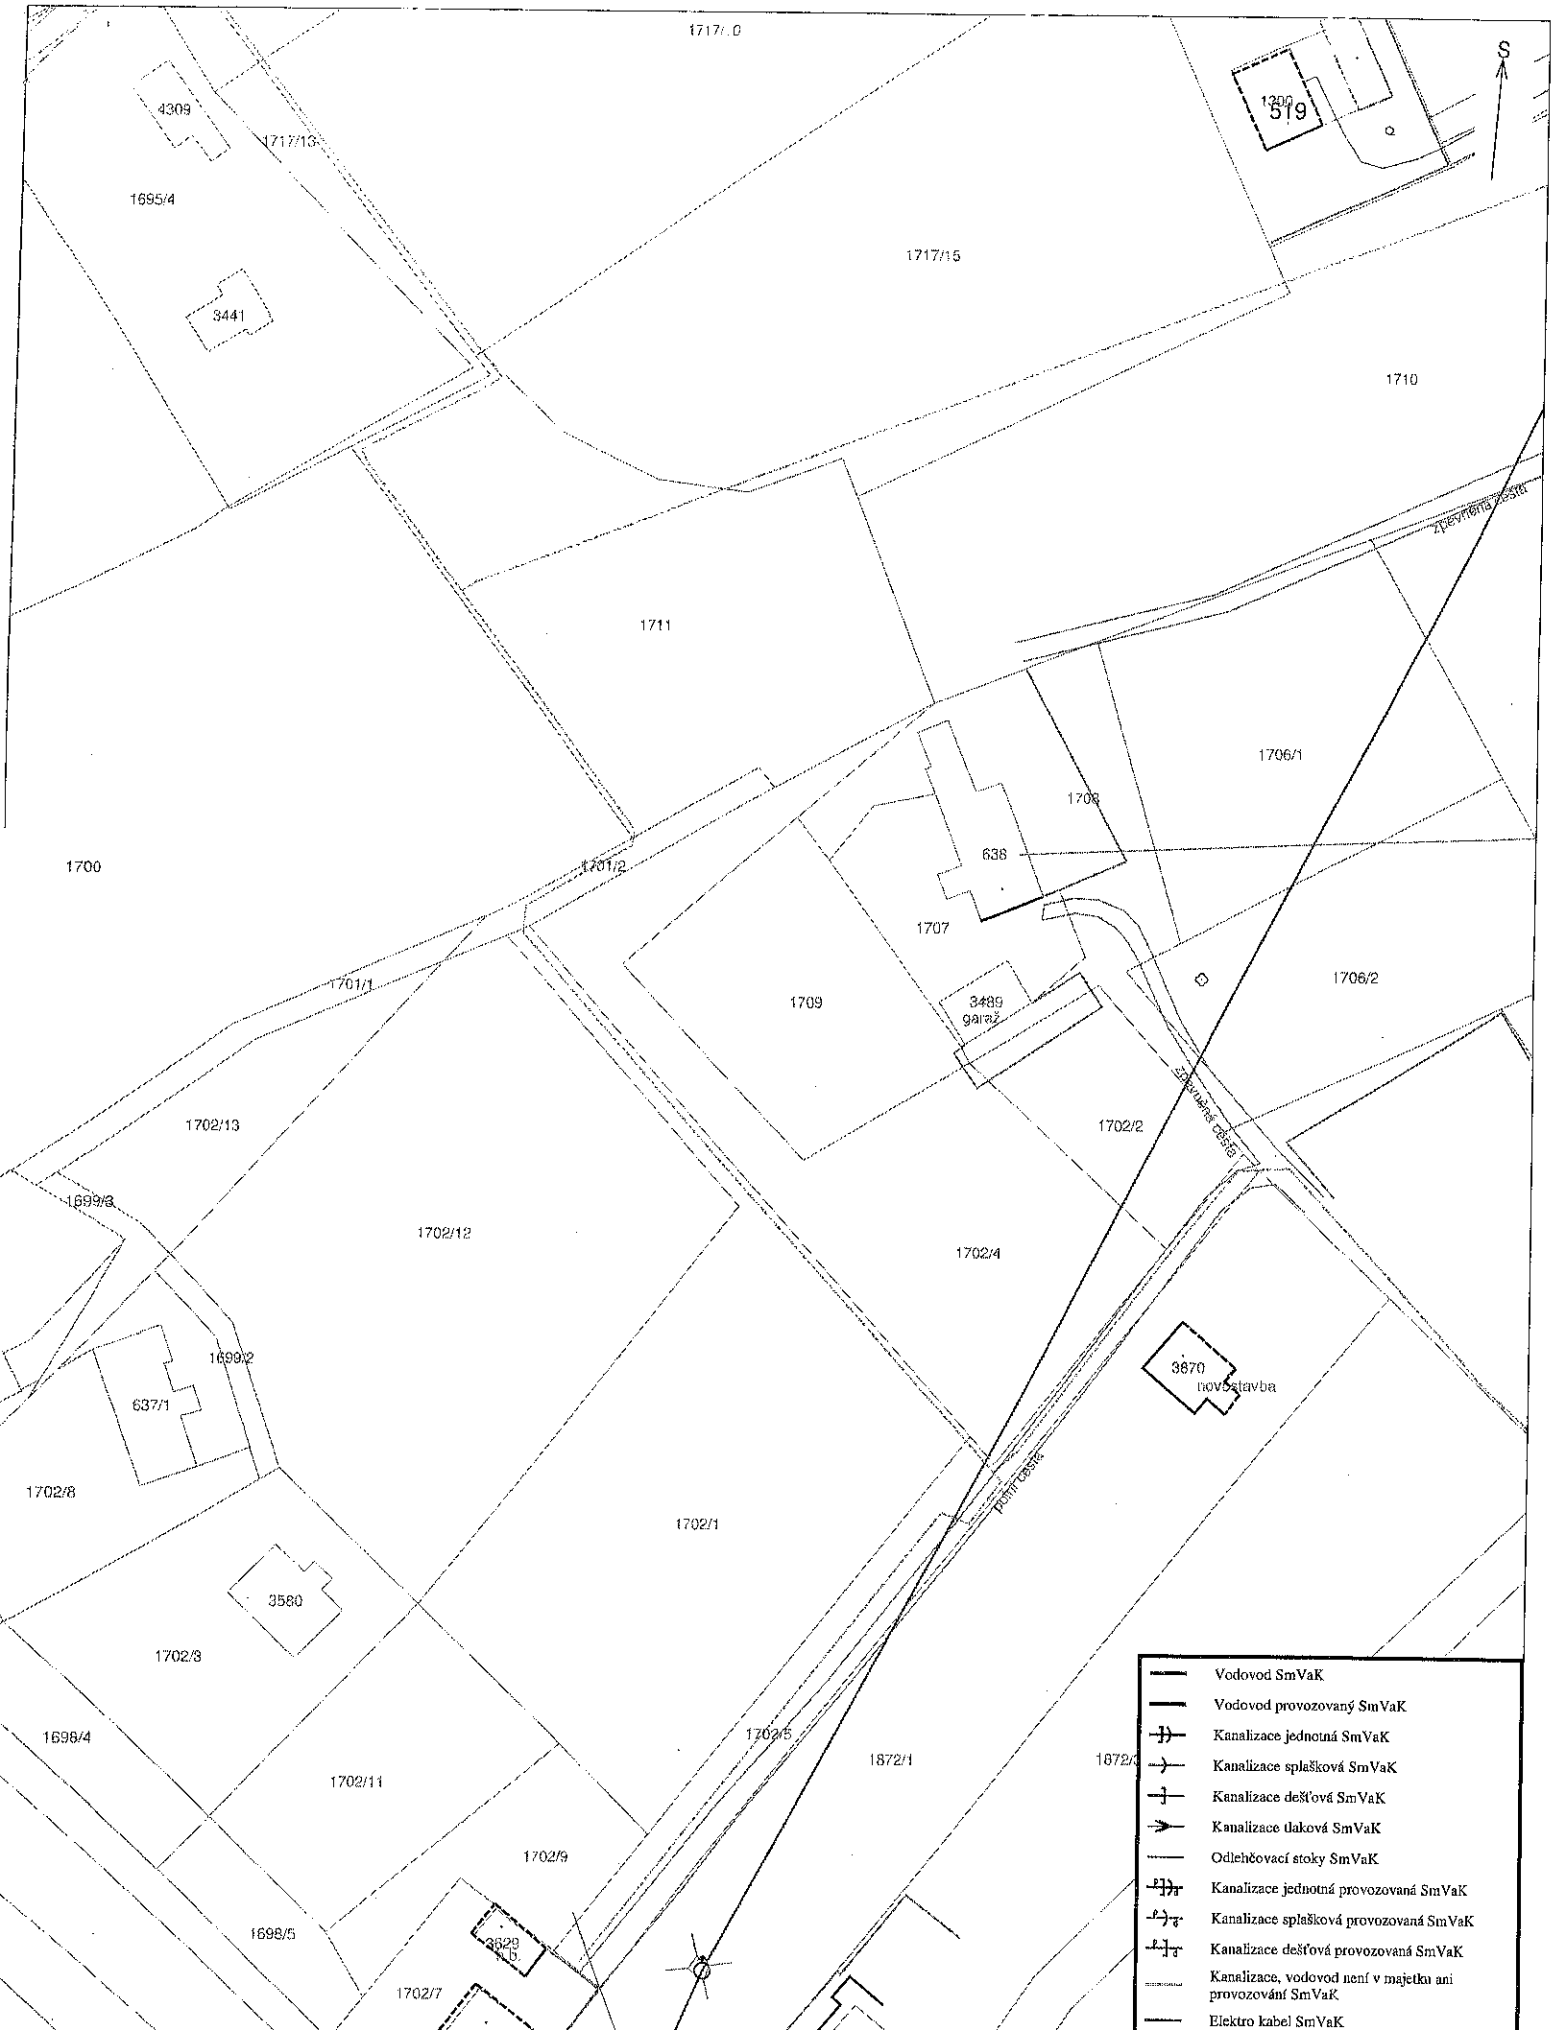 1717/10
S
4309
519
1717/13
1695/4
1717/15
3441
1710
zpevněná cesta
1711
1706/1
1708
1700
1701/2
638
1707
1701/1
1706/2
1709
3489
garaž
zpevněná cesta
1702/13
1702/2
1699/3
1702/12
1702/4
1699/2
3870
novostavba
637/1
polní cesta
1702/8
1702/1
3580
1702/3
1702/5
1698/4
1872/1
1872/
1702/11
1702/9
1698/5
3629
1702/7
Vodovod SmVaK
Vodovod provozovaný SmVaK
Kanalizace jednotná SmVaK
Kanalizace splašková SmVaK
Kanalizace dešťová SmVaK
Kanalizace tlaková SmVaK
Odlehčovací stoky SmVaK
Kanalizace jednotná provozovaná SmVaK
Kanalizace splašková provozovaná SmVaK
Kanalizace dešťová provozovaná SmVaK
Kanalizace, vodovod není v majetku ani
provozování SmVaK
Elektro kabel SmVaK